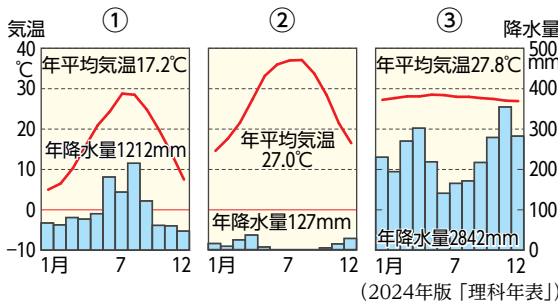 ① ② ③
気温 降水量
℃ mm
40 500
30 400
20 300
10 200
0 100
−10 0
年平均気温17.2℃
年降水量1212mm
1月 7 12
年平均気温
27.0℃
年降水量127mm
1月 7 12
年平均気温27.8℃
年降水量2842mm
1月 7 12
(2024年版「理科年表」)